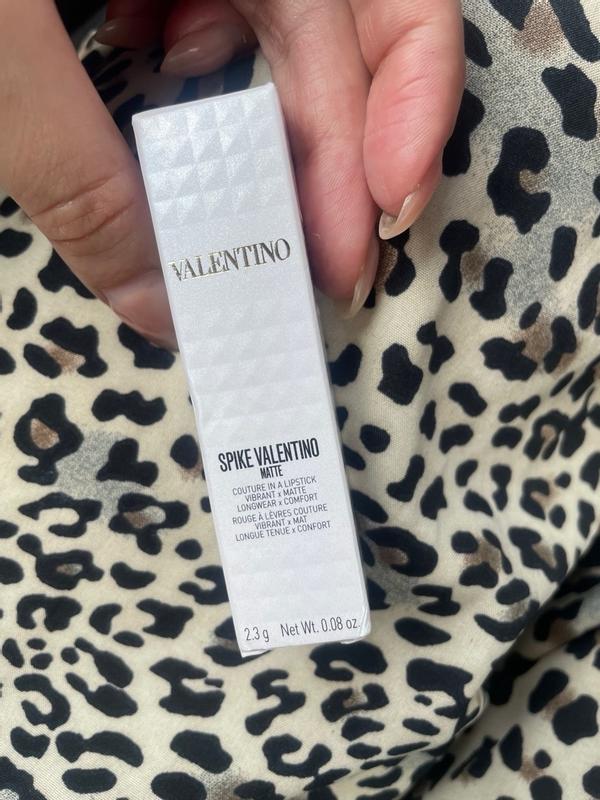 VALENTINO
SPIKE VALENTINO
MATTE
COUTURE IN A LIPSTICK
VIBRANT x MATTE
LONGWEAR x COMFORT
ROUGE À LÈVRES COUTURE
VIBRANT x MAT
LONGUE TENUE x CONFORT
2.3 g Net Wt. 0.08 oz.